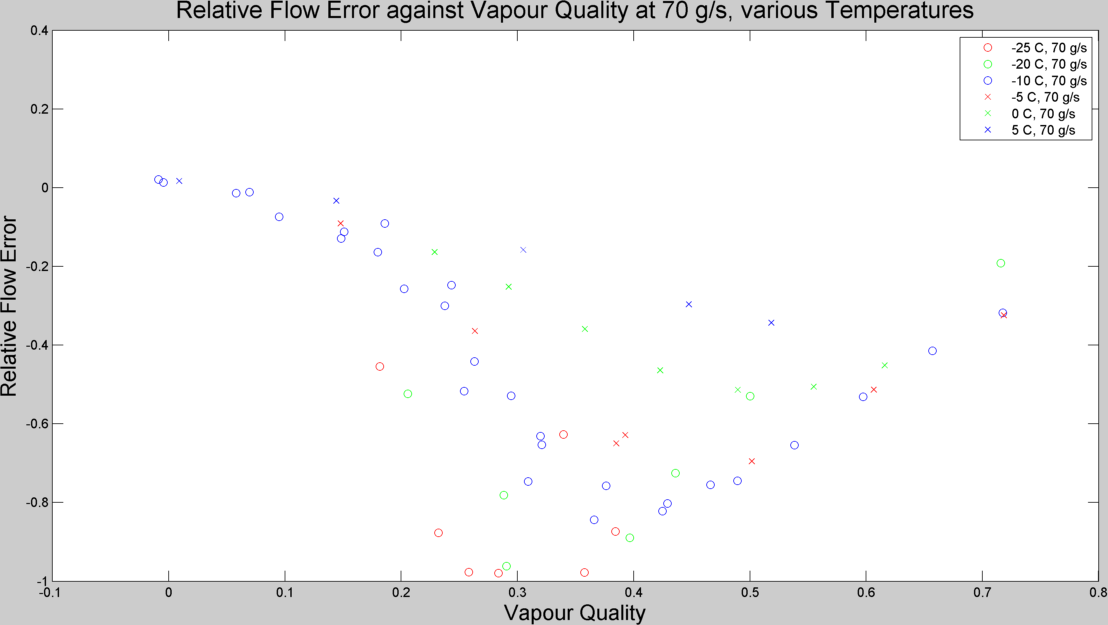 Relative Flow Error against Vapour Quality at 70 g/s, various Temperatures
0.4
0.2
0
-0.2
-0.4
-0.6
-0.8
-1
Relative Flow Error
-25 C, 70 g/s
-20 C, 70 g/s
-10 C, 70 g/s
-5 C, 70 g/s
0 C, 70 g/s
5 C, 70 g/s
-0.1 0 0.1 0.2 0.3 0.4 0.5 0.6 0.7 0.8
Vapour Quality